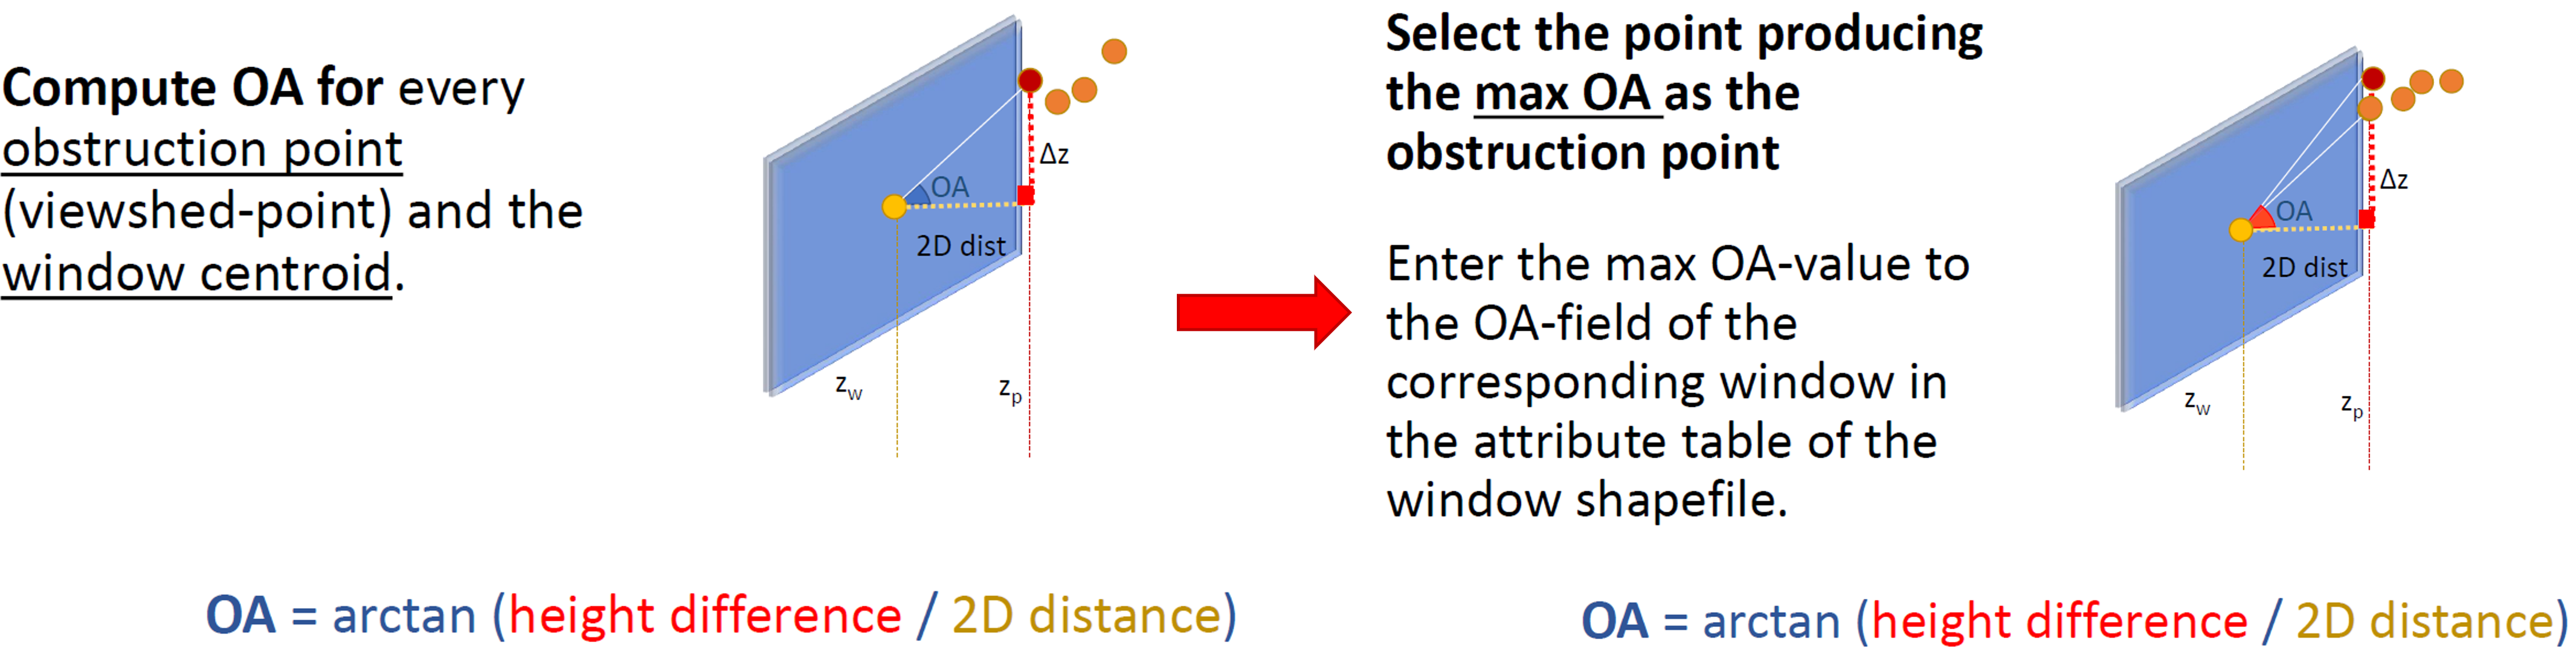 Compute OA for every
obstruction point
(viewshed-point) and the
window centroid.
OA
Δz
2D dist
z_w
z_p
OA = arctan (height difference / 2D distance)
Select the point producing
the max OA as the
obstruction point
Enter the max OA-value to
the OA-field of the
corresponding window in
the attribute table of the
window shapefile.
OA
Δz
2D dist
z_w
z_p
OA = arctan (height difference / 2D distance)